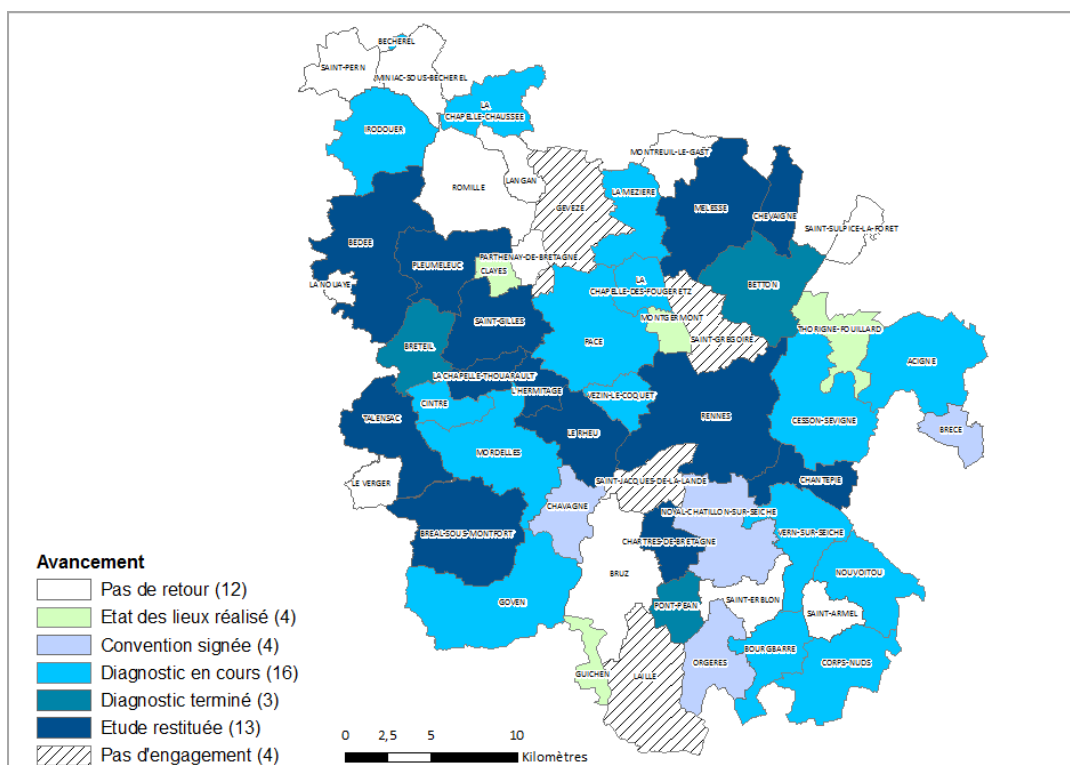 BECHEREL
SAINT-PERN
MINIAC-SOUS-BECHEREL
LA
CHAPELLE-CHAUSSEE
IRODOUER
MONTREUIL-LE-GAST
LANGAN
ROMILLE
LA MEZIERE
GEVEZE
MELESSE
CHEVAIGNE
SAINT-SULPICE-LA-FORET
BEDEE
PARTHENAY-DE-BRETAGNE
PLEUMELEUC
CLAYES
LA NOUAYE
LA
CHAPELLE-DES-FOUGERETZ
BETTON
MONTGERMONT
SAINT-GILLES
THORIGNE-FOUILLARD
SAINT-GREGOIRE
PACE
BRETEIL
ACIGNE
LA CHAPELLE-THOUARAULT
L'HERMITAGE
VEZIN-LE-COQUET
CINTRE
TALENSAC
RENNES
CESSON-SEVIGNE
LE RHEU
BRECE
MORDELLES
LE VERGER
SAINT-JACQUES-DE-LA-LANDE
CHANTEPIE
CHAVAGNE
NOYAL-CHATILLON-SUR-SEICHE
BREAL-SOUS-MONTFORT
VERN-SUR-SEICHE
CHARTRES-DE-BRETAGNE
BRUZ
NOUVOITOU
GOVEN
SAINT-ERBLON
PONT-PEAN
SAINT-ARMEL
BOURGBARRE
ORGERES
CORPS-NUDS
GUICHEN
LAILLE
Avancement
Pas de retour (12)
Etat des lieux réalisé (4)
Convention signée (4)
Diagnostic en cours (16)
Diagnostic terminé (3)
Etude restituée (13)
Pas d'engagement (4)
0 2,5 5 10
Kilomètres